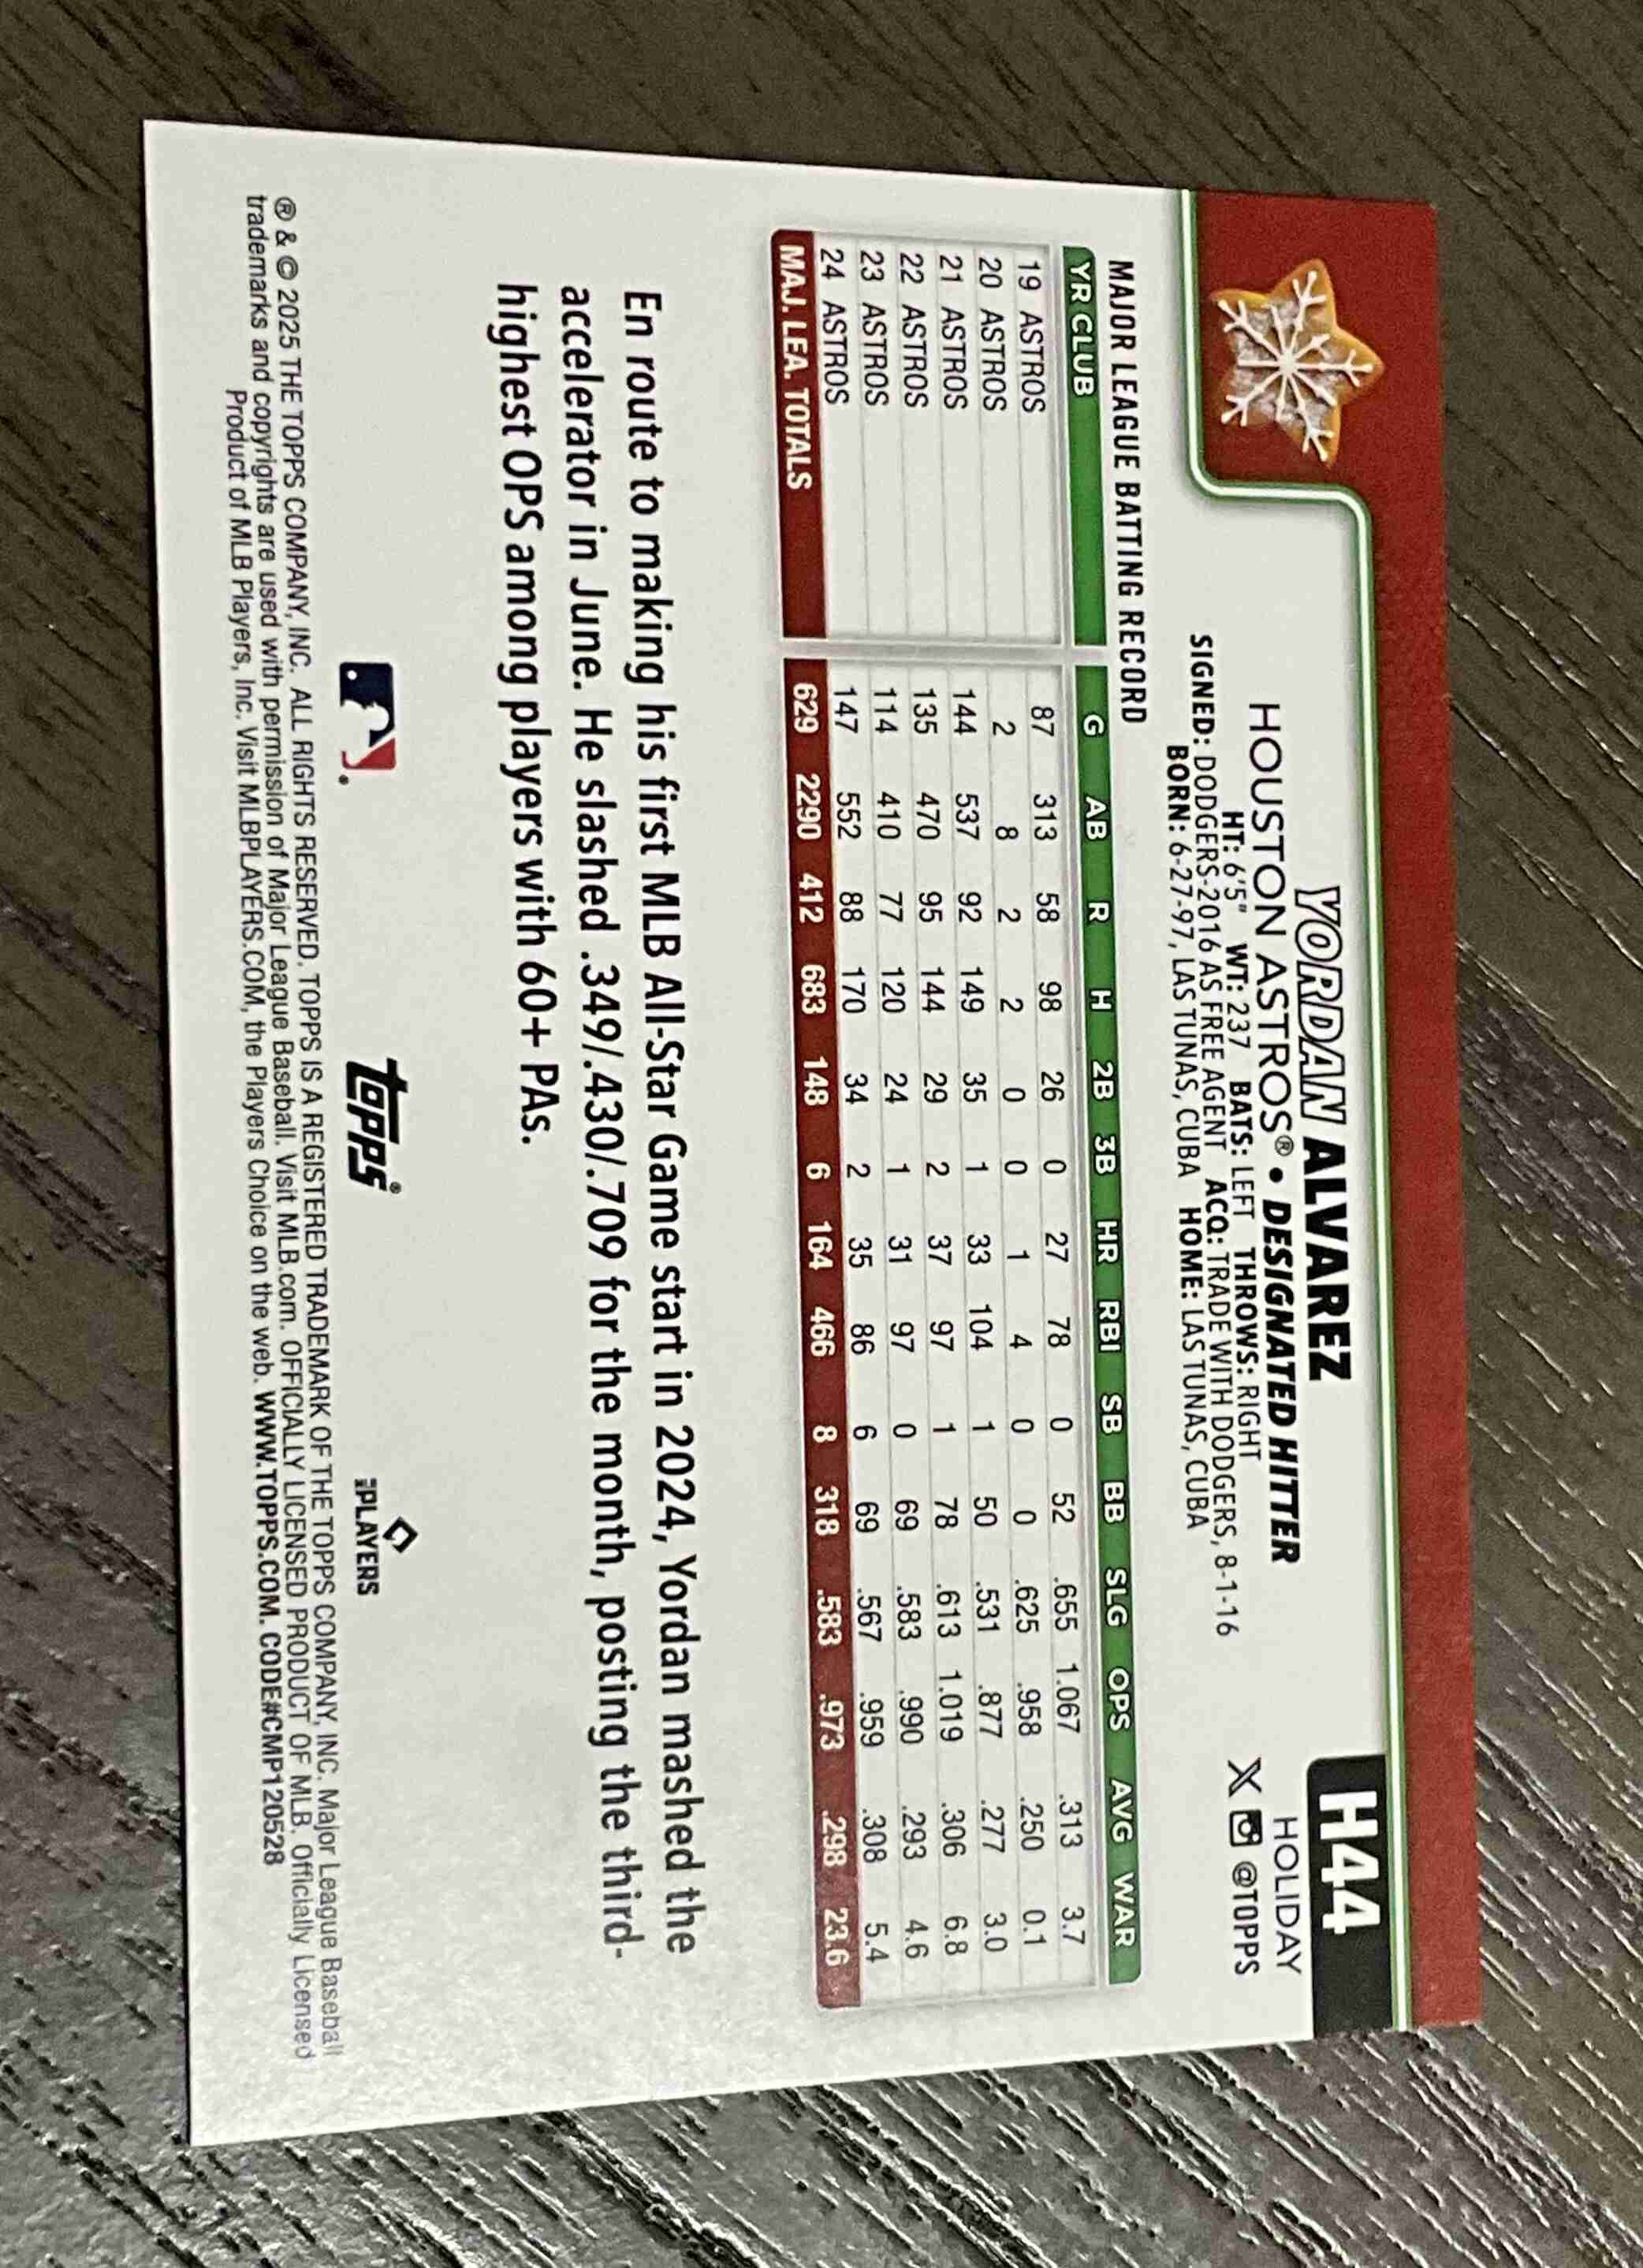 H44
HOLIDAY
X @TOPPS
YORDAN ALVAREZ
HOUSTON ASTROS® • DESIGNATED HITTER
HT: 6'5" WT: 237 BATS: LEFT THROWS: RIGHT
SIGNED: DODGERS-2016 AS FREE AGENT ACQ: TRADE WITH DODGERS, 8-1-16
BORN: 6-27-97, LAS TUNAS, CUBA HOME: LAS TUNAS, CUBA
MAJOR LEAGUE BATTING RECORD
YR CLUB G AB R H 2B 3B HR RBI SB BB SLG OPS AVG WAR
19 ASTROS 87 313 58 98 26 0 27 78 0 52 .655 1.067 .313 3.7
20 ASTROS 2 8 2 2 0 0 1 4 0 0 .625 .958 .250 0.1
21 ASTROS 144 537 92 149 35 1 33 104 1 50 .531 .877 .277 3.0
22 ASTROS 135 470 95 144 29 2 37 97 1 78 .613 1.019 .306 6.8
23 ASTROS 114 410 77 120 24 1 31 97 0 69 .583 .990 .293 4.6
24 ASTROS 147 552 88 170 34 2 35 86 6 69 .567 .959 .308 5.4
MAJ. LEA. TOTALS 629 2290 412 683 148 6 164 466 8 318 .583 .973 .298 23.6
En route to making his first MLB All-Star Game start in 2024, Yordan mashed the
accelerator in June. He slashed .349/.430/.709 for the month, posting the third-
highest OPS among players with 60+ PAs.
topps®
PLAYERS
® & © 2025 THE TOPPS COMPANY, INC. ALL RIGHTS RESERVED. TOPPS IS A REGISTERED TRADEMARK OF THE TOPPS COMPANY, INC. Major League Baseball
trademarks and copyrights are used with permission of Major League Baseball. Visit MLB.com. OFFICIALLY LICENSED PRODUCT OF MLB. Officially Licensed
Product of MLB Players, Inc. Visit MLBPLAYERS.COM, the Players Choice on the web. WWW.TOPPS.COM. CODE#CMP120528